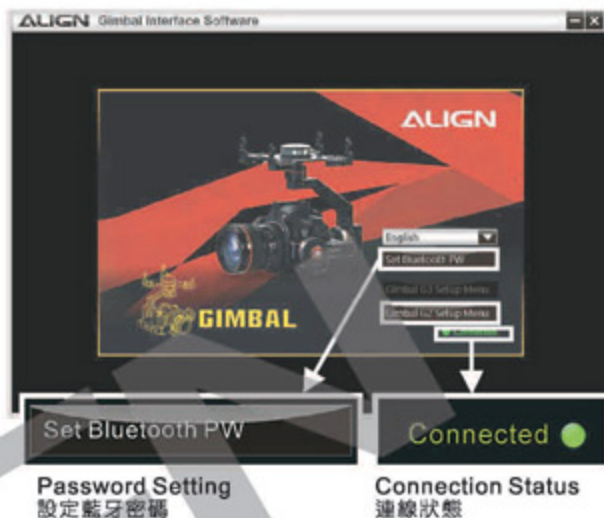 ALIGN Gimbal Interface Software
ALIGN
English
Set Bluetooth PW
Gimbal G3 Setup Menu
Gimbal G2 Setup Menu
Connected
GIMBAL
Set Bluetooth PW
Connected
Password Setting
設定藍牙密碼
Connection Status
連線狀態